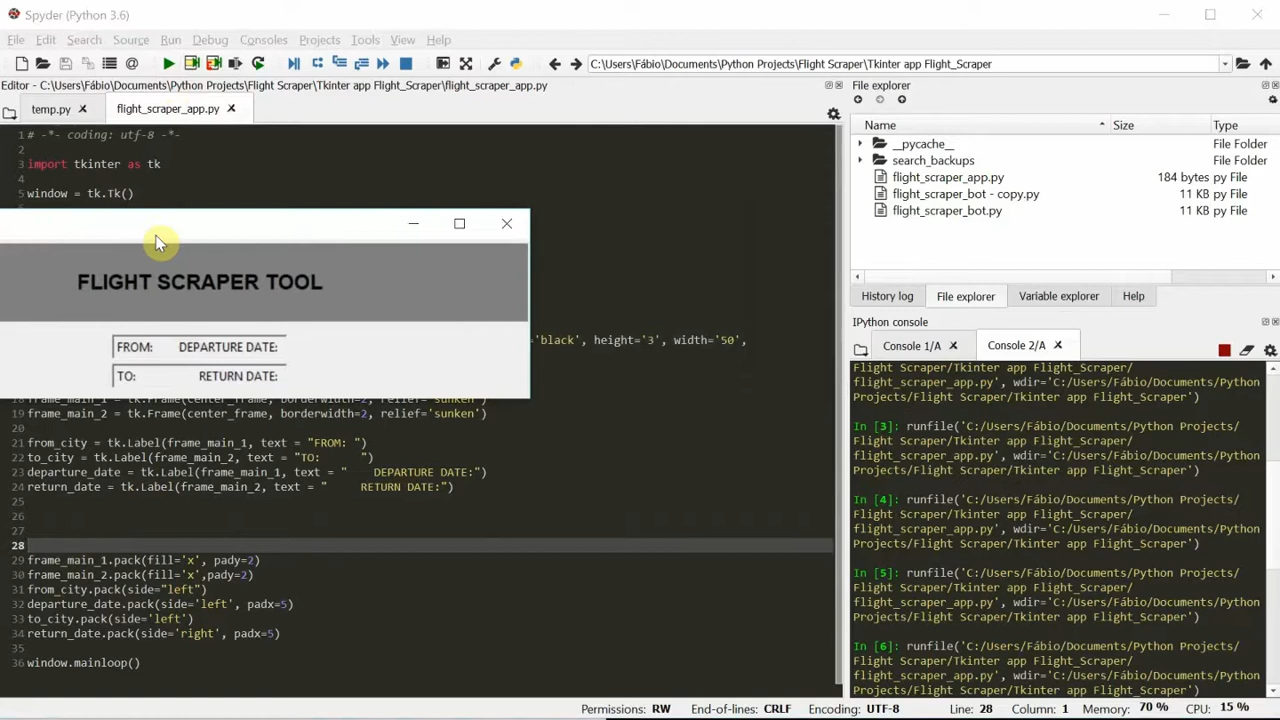 Spyder (Python 3.6)
File Edit Search Source Run Debug Consoles Projects Tools View Help
C:\Users\Fábio\Documents\Python Projects\Flight Scraper\Tkinter app Flight_Scraper
Editor - C:\Users\Fábio\Documents\Python Projects\Flight Scraper\Tkinter app Flight_Scraper\flight_scraper_app.py
temp.py flight_scraper_app.py
1 # -*- coding: utf-8 -*-
2
3 import tkinter as tk
4
5 window = tk.Tk()
FLIGHT SCRAPER TOOL
FROM: DEPARTURE DATE:
TO: RETURN DATE:
='black', height='3', width='50',
18 frame_main_1 = tk.Frame(center_frame, borderwidth=2, relief='sunken')
19 frame_main_2 = tk.Frame(center_frame, borderwidth=2, relief='sunken')
20
21 from_city = tk.Label(frame_main_1, text = "FROM: ")
22 to_city = tk.Label(frame_main_2, text = "TO:      ")
23 departure_date = tk.Label(frame_main_1, text = "    DEPARTURE DATE:")
24 return_date = tk.Label(frame_main_2, text = "     RETURN DATE:")
25
26
27
28
29 frame_main_1.pack(fill='x', pady=2)
30 frame_main_2.pack(fill='x',pady=2)
31 from_city.pack(side="left")
32 departure_date.pack(side='left', padx=5)
33 to_city.pack(side='left')
34 return_date.pack(side='right', padx=5)
35
36 window.mainloop()
File explorer
Name Size Type
__pycache__ File Folder
search_backups File Folder
flight_scraper_app.py 184 bytes py File
flight_scraper_bot - copy.py 11 KB py File
flight_scraper_bot.py 11 KB py File
History log File explorer Variable explorer Help
IPython console
Console 1/A Console 2/A
Flight Scraper/Tkinter app Flight_Scraper/
flight_scraper_app.py', wdir='C:/Users/Fábio/Documents/Python
Projects/Flight Scraper/Tkinter app Flight_Scraper')
In [3]: runfile('C:/Users/Fábio/Documents/Python Projects/
Flight Scraper/Tkinter app Flight_Scraper/
flight_scraper_app.py', wdir='C:/Users/Fábio/Documents/Python
Projects/Flight Scraper/Tkinter app Flight_Scraper')
In [4]: runfile('C:/Users/Fábio/Documents/Python Projects/
Flight Scraper/Tkinter app Flight_Scraper/
flight_scraper_app.py', wdir='C:/Users/Fábio/Documents/Python
Projects/Flight Scraper/Tkinter app Flight_Scraper')
In [5]: runfile('C:/Users/Fábio/Documents/Python Projects/
Flight Scraper/Tkinter app Flight_Scraper/
flight_scraper_app.py', wdir='C:/Users/Fábio/Documents/Python
Projects/Flight Scraper/Tkinter app Flight_Scraper')
In [6]: runfile('C:/Users/Fábio/Documents/Python Projects/
Flight Scraper/Tkinter app Flight_Scraper/
flight_scraper_app.py', wdir='C:/Users/Fábio/Documents/Python
Projects/Flight Scraper/Tkinter app Flight_Scraper')
Permissions: RW End-of-lines: CRLF Encoding: UTF-8 Line: 28 Column: 1 Memory: 70 % CPU: 15 %